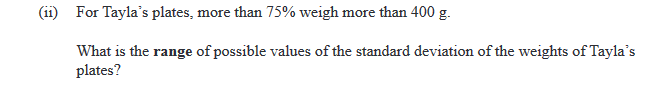 (ii) For Tayla's plates, more than 75% weigh more than 400 g.
What is the range of possible values of the standard deviation of the weights of Tayla's
plates?